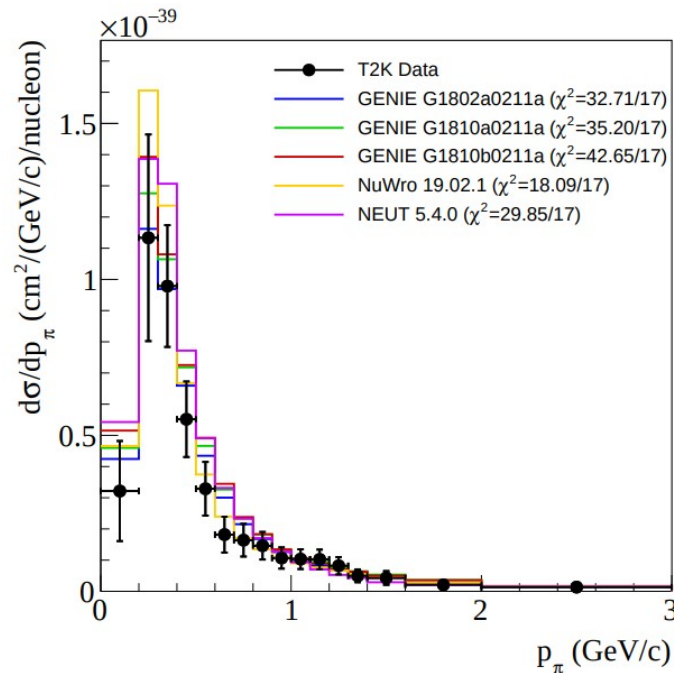 ×10⁻³⁹
T2K Data
GENIE G1802a0211a (χ²=32.71/17)
GENIE G1810a0211a (χ²=35.20/17)
GENIE G1810b0211a (χ²=42.65/17)
NuWro 19.02.1 (χ²=18.09/17)
NEUT 5.4.0 (χ²=29.85/17)
dσ/dp_π (cm²/(GeV/c)/nucleon)
1.5
1
0.5
0
0 1 2 3
p_π (GeV/c)